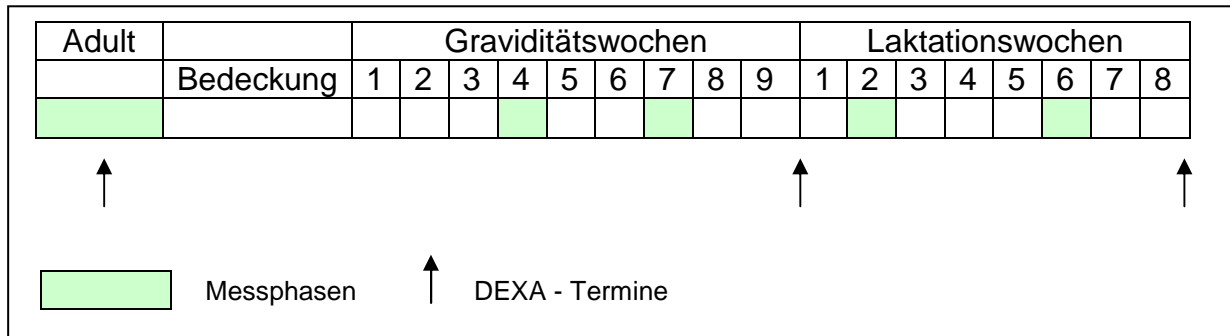 Adult Graviditätswochen Laktationswochen
Bedeckung 1 2 3 4 5 6 7 8 9 1 2 3 4 5 6 7 8
Messphasen DEXA - Termine